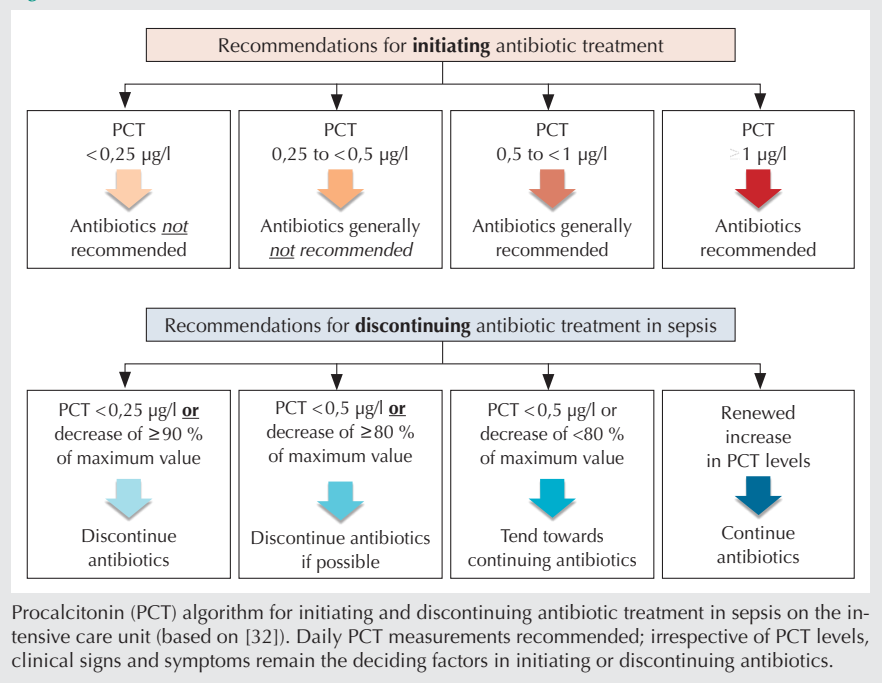 Recommendations for initiating antibiotic treatment
PCT
<0,25 µg/l
Antibiotics not
recommended
PCT
0,25 to <0,5 µg/l
Antibiotics generally
not recommended
PCT
0,5 to <1 µg/l
Antibiotics generally
recommended
PCT
≥1 µg/l
Antibiotics
recommended
Recommendations for discontinuing antibiotic treatment in sepsis
PCT <0,25 µg/l or
decrease of ≥90 %
of maximum value
Discontinue
antibiotics
PCT <0,5 µg/l or
decrease of ≥80 %
of maximum value
Discontinue antibiotics
if possible
PCT <0,5 µg/l or
decrease of <80 %
of maximum value
Tend towards
continuing antibiotics
Renewed
increase
in PCT levels
Continue
antibiotics
Procalcitonin (PCT) algorithm for initiating and discontinuing antibiotic treatment in sepsis on the in-
tensive care unit (based on [32]). Daily PCT measurements recommended; irrespective of PCT levels,
clinical signs and symptoms remain the deciding factors in initiating or discontinuing antibiotics.